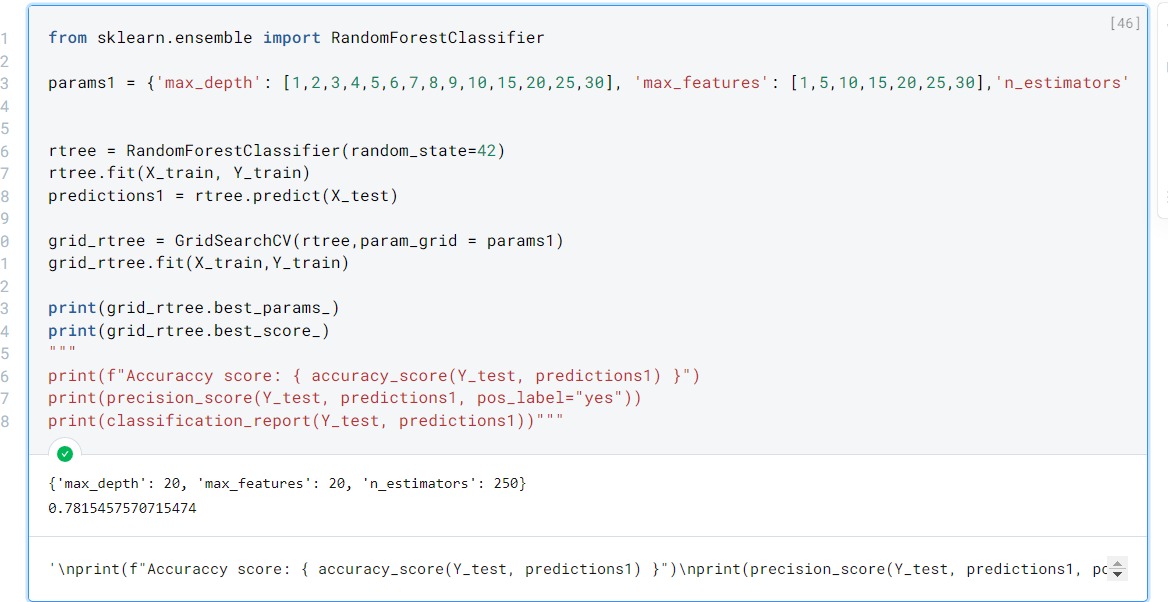 [46]
1 from sklearn.ensemble import RandomForestClassifier
2
3 params1 = {'max_depth': [1,2,3,4,5,6,7,8,9,10,15,20,25,30], 'max_features': [1,5,10,15,20,25,30],'n_estimators'
4
5
6 rtree = RandomForestClassifier(random_state=42)
7 rtree.fit(X_train, Y_train)
8 predictions1 = rtree.predict(X_test)
9
0 grid_rtree = GridSearchCV(rtree,param_grid = params1)
1 grid_rtree.fit(X_train,Y_train)
2
3 print(grid_rtree.best_params_)
4 print(grid_rtree.best_score_)
5 """
6 print(f"Accuraccy score: { accuracy_score(Y_test, predictions1) }")
7 print(precision_score(Y_test, predictions1, pos_label="yes"))
8 print(classification_report(Y_test, predictions1))"""
{'max_depth': 20, 'max_features': 20, 'n_estimators': 250}
0.7815457570715474
'\nprint(f"Accuraccy score: { accuracy_score(Y_test, predictions1) }")\nprint(precision_score(Y_test, predictions1, po